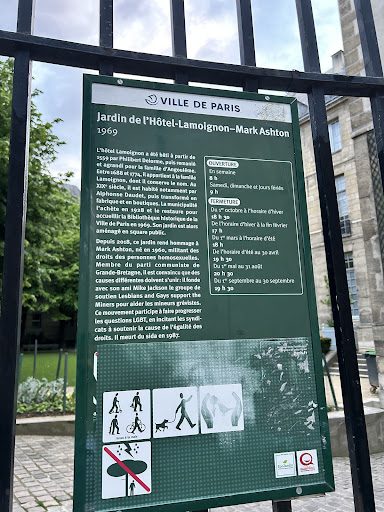 VILLE DE PARIS
Jardin de l'Hôtel-Lamoignon–Mark Ashton
1969
L'hôtel Lamoignon a été bâti à partir de
1559 par Philibert Delorme, puis remanié
et agrandi pour la famille d'Angoulême.
Entre 1688 et 1774, il appartient à la famille
Lamoignon, dont il conserve le nom. Au
XIXe siècle, il est habité notamment par
Alphonse Daudet, puis transformé en
fabrique et en boutiques. La municipalité
l'achète en 1928 et le restaure pour
accueillir la Bibliothèque historique de la
Ville de Paris en 1969. Son jardin est alors
aménagé en square public.
Depuis 2018, ce jardin rend hommage à
Mark Ashton, né en 1960, militant des
droits des personnes homosexuelles.
Membre du parti communiste de
Grande-Bretagne, il est convaincu que des
causes différentes doivent s'unir : il fonde
avec son ami Mike Jackson le groupe de
soutien Lesbians and Gays support the
Miners pour aider les mineurs grévistes.
Ce mouvement participe à faire progresser
les questions LGBT, en incitant les syndi-
cats à soutenir la cause de l'égalité des
droits. Il meurt du sida en 1987.
OUVERTURE
En semaine
8 h
Samedi, dimanche et jours fériés
9 h
FERMETURE
Du 1er octobre à l'horaire d'hiver
18 h 30
De l'horaire d'hiver à la fin février
17 h
Du 1er mars à l'horaire d'été
18 h
De l'horaire d'été au 30 avril
19 h 30
Du 1er mai au 31 août
20 h 30
Du 1er septembre au 30 septembre
19 h 30